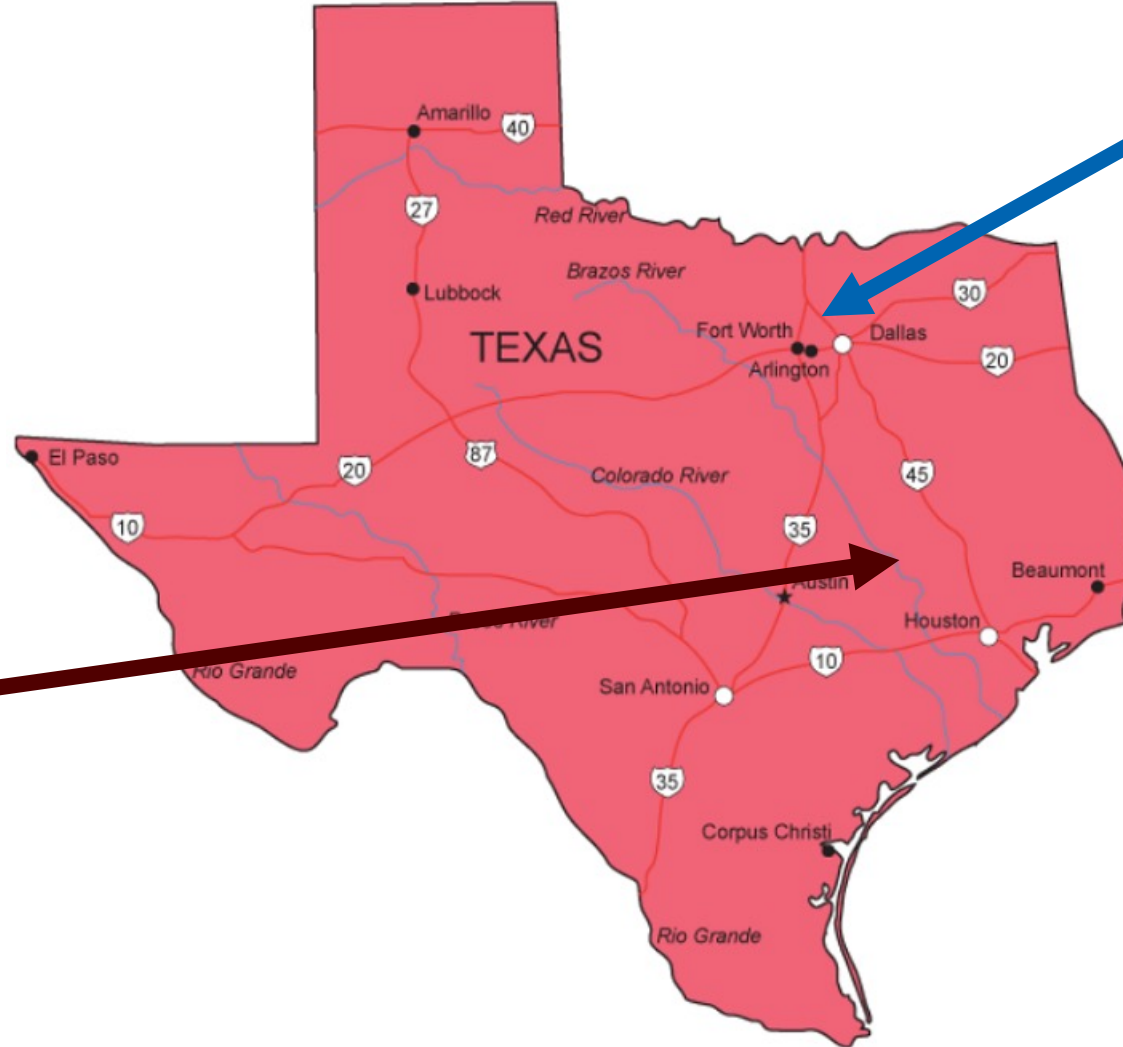 Amarillo
40
27
Red River
Brazos River
30
Lubbock
Fort Worth
Dallas
TEXAS
20
Arlington
El Paso
87
20
Colorado River
45
10
35
Beaumont
Austin
Houston
River
Rio Grande
10
San Antonio
35
Corpus Christi
Rio Grande